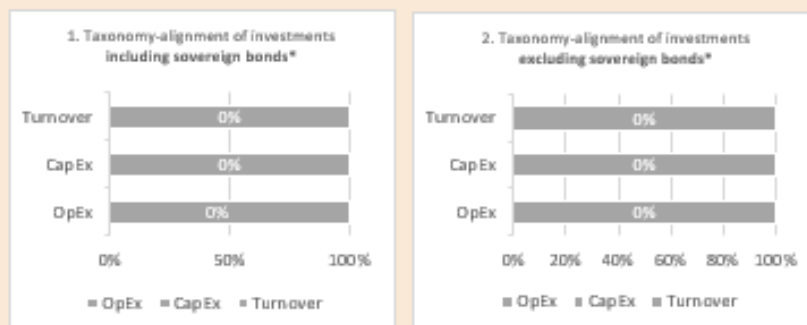 1. Taxonomy-alignment of investments
including sovereign bonds*
Turnover
0%
CapEx
0%
OpEx
0%
0% 50% 100%
OpEx CapEx Turnover
2. Taxonomy-alignment of investments
excluding sovereign bonds*
Turnover
0%
CapEx
0%
OpEx
0%
0% 20% 40% 60% 80% 100%
OpEx CapEx Turnover